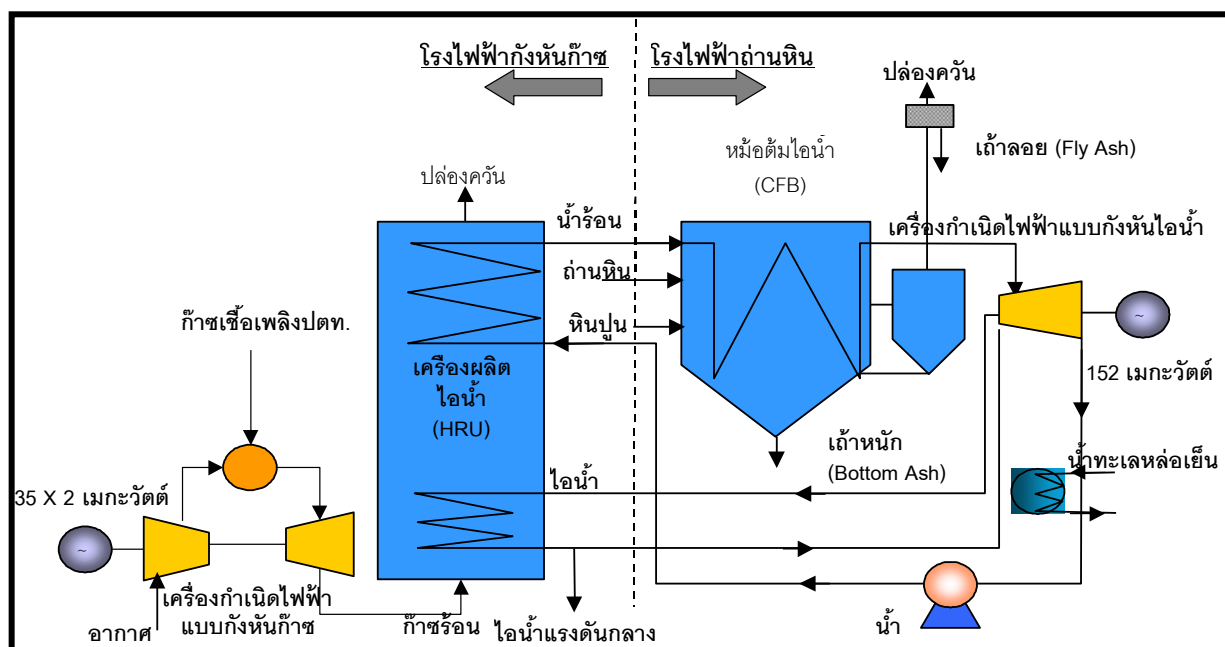 โรงไฟฟ้ากังหันก๊าซ
โรงไฟฟ้าถ่านหิน
ปล่องควัน
หม้อต้มไอน้ำ
(CFB)
เถ้าลอย (Fly Ash)
ปล่องควัน
น้ำร้อน
เครื่องกำเนิดไฟฟ้าแบบกังหันไอน้ำ
ถ่านหิน
ก๊าซเชื้อเพลิงปตท.
หินปูน
เครื่องผลิต
ไอน้ำ
(HRU)
152 เมกะวัตต์
เถ้าหนัก
(Bottom Ash)
น้ำทะเลหล่อเย็น
ไอน้ำ
35 X 2 เมกะวัตต์
~
~
เครื่องกำเนิดไฟฟ้า
แบบกังหันก๊าซ
อากาศ
ก๊าซร้อน
ไอน้ำแรงดันกลาง
น้ำ